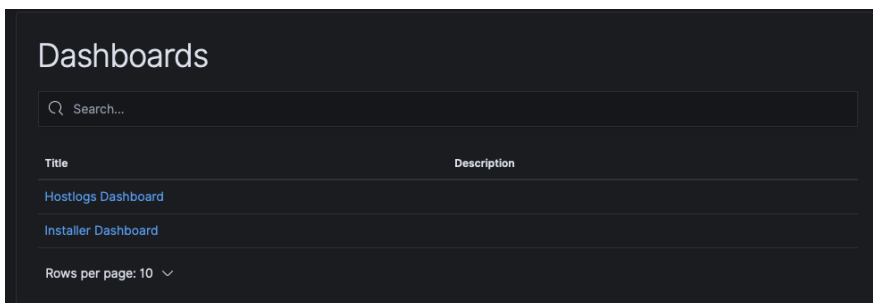 Dashboards
Search...
Title Description
Hostlogs Dashboard
Installer Dashboard
Rows per page: 10